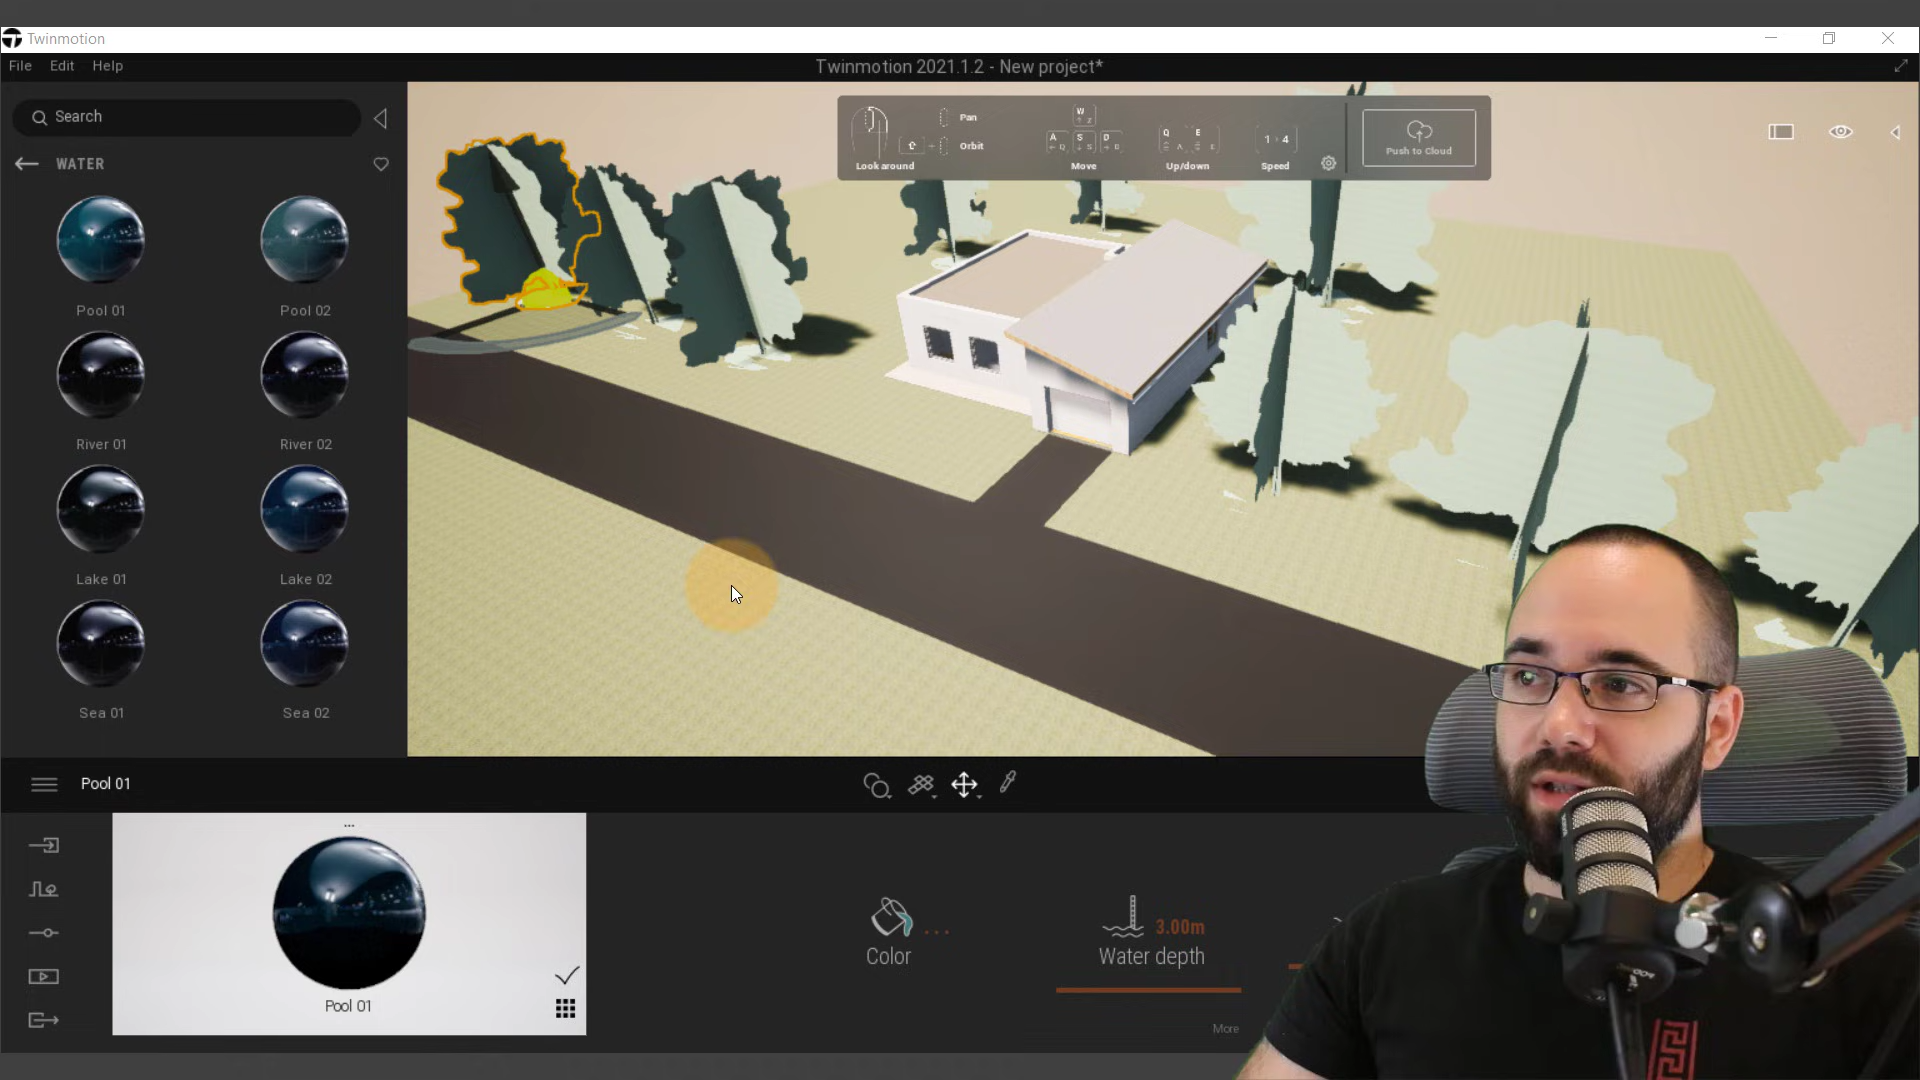 Twinmotion
File Edit Help
Twinmotion 2021.1.2 - New project*
Search
WATER
Pool 01
Pool 02
River 01
River 02
Lake 01
Lake 02
Sea 01
Sea 02
Look around
Pan
Orbit
W
A S D
Move
Q E
Up/down
1 4
Speed
Push to Cloud
Pool 01
...
Pool 01
Color ...
3.00m
Water depth
More